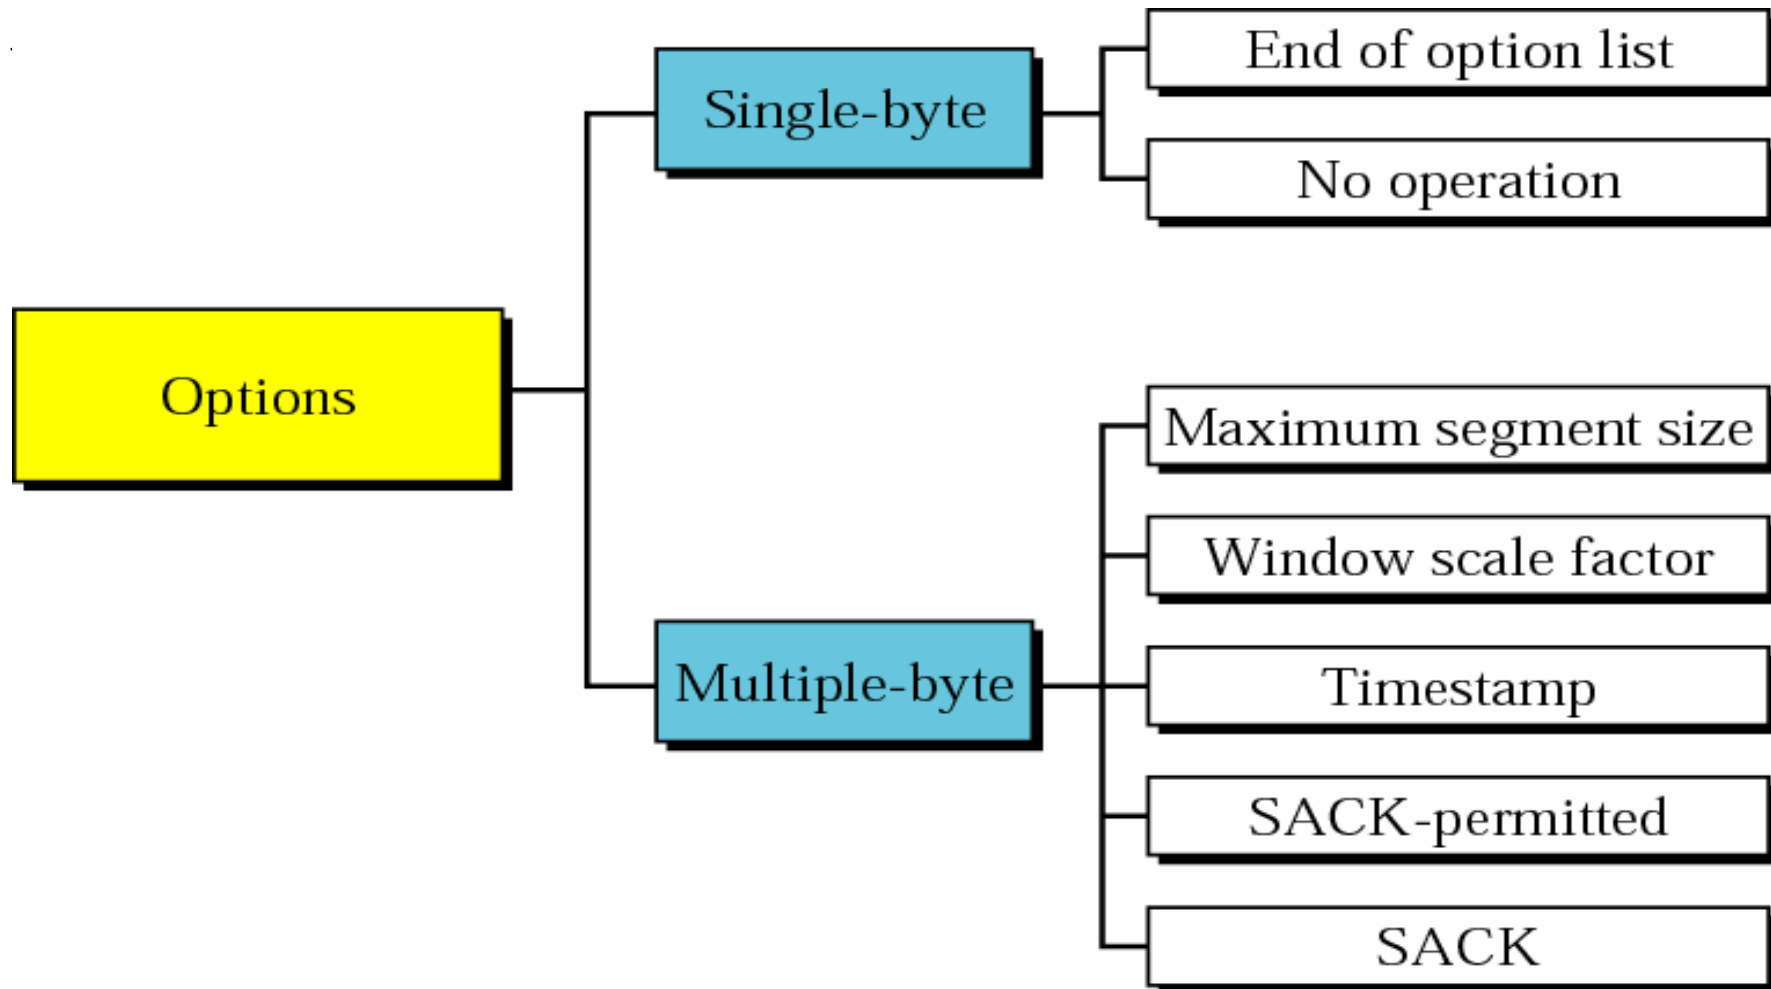 Options
Single-byte
End of option list
No operation
Multiple-byte
Maximum segment size
Window scale factor
Timestamp
SACK-permitted
SACK